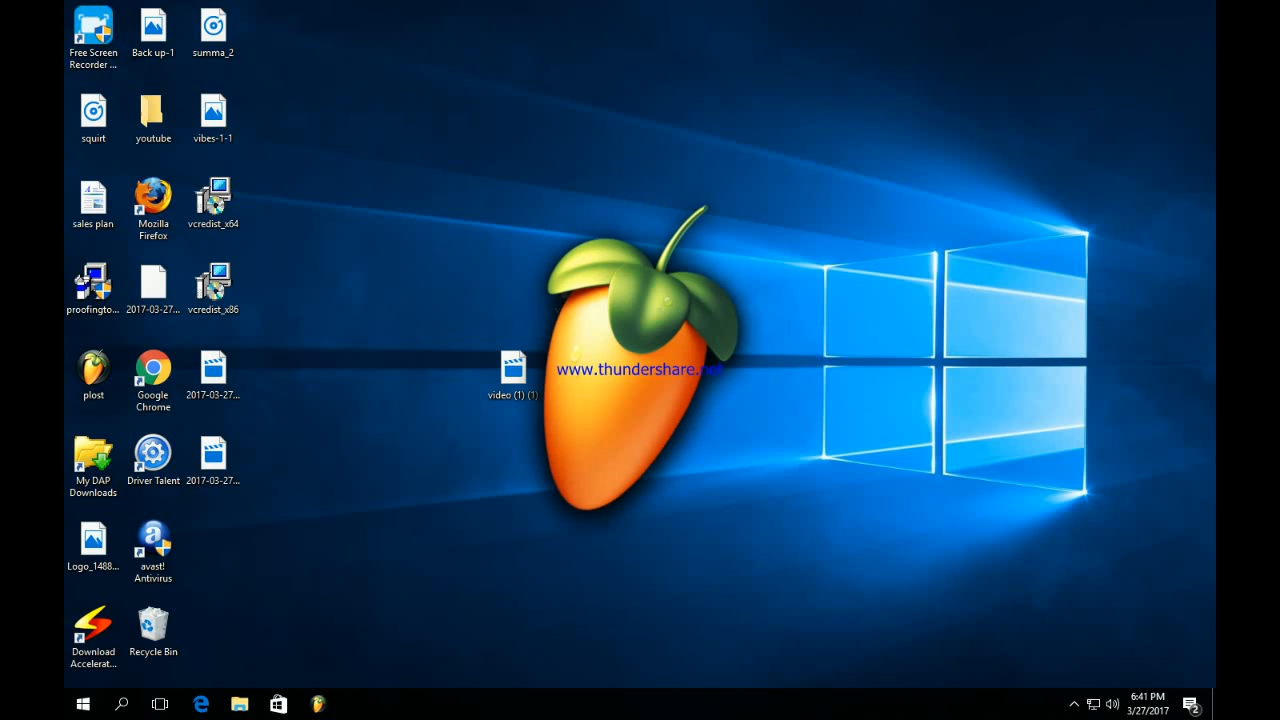 Free Screen
Recorder ...
Back up-1
summa_2
squirt
youtube
vibes-1-1
sales plan
Mozilla
Firefox
vcredist_x64
proofingto...
2017-03-27...
vcredist_x86
plost
Google
Chrome
2017-03-27...
video (1) (1)
www.thundershare.net
My DAP
Downloads
Driver Talent
2017-03-27...
Logo_1488...
avast!
Antivirus
Download
Accelerat...
Recycle Bin
6:41 PM
3/27/2017
2